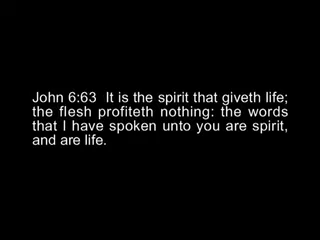 John 6:63  It is the spirit that giveth life;
the flesh profiteth nothing: the words
that I have spoken unto you are spirit,
and are life.